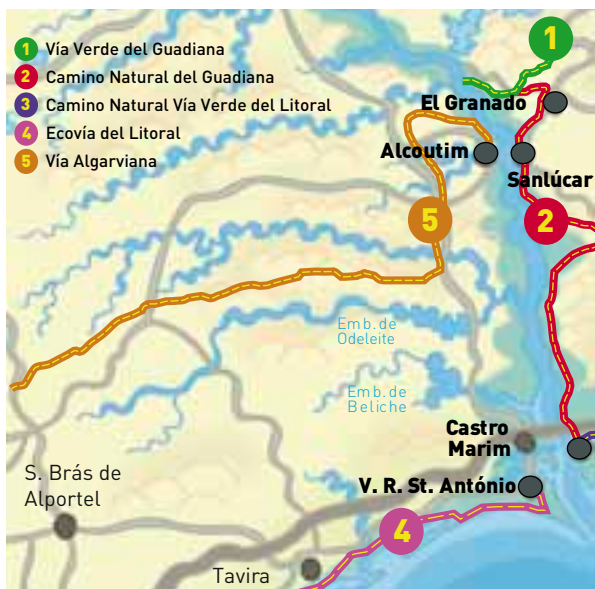 1 Vía Verde del Guadiana
2 Camino Natural del Guadiana
3 Camino Natural Vía Verde del Litoral
4 Ecovía del Litoral
5 Vía Algarviana
1
El Granado
Alcoutim
Sanlúcar
5
2
Emb. de
Odeleite
Emb. de
Beliche
Castro
Marim
S. Brás de
Alportel
V. R. St. António
4
Tavira